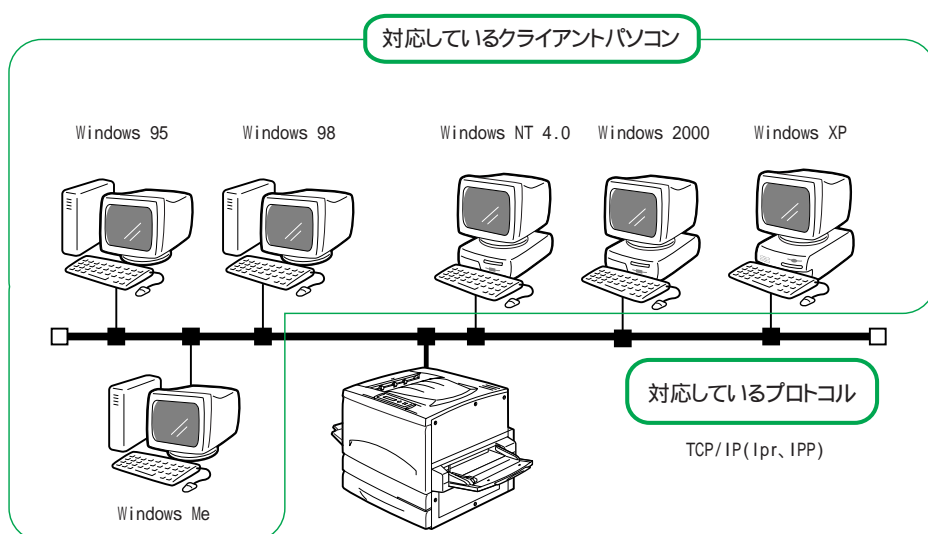 対応しているクライアントパソコン
Windows 95
Windows 98
Windows NT 4.0
Windows 2000
Windows XP
対応しているプロトコル
TCP/IP(lpr、IPP)
Windows Me